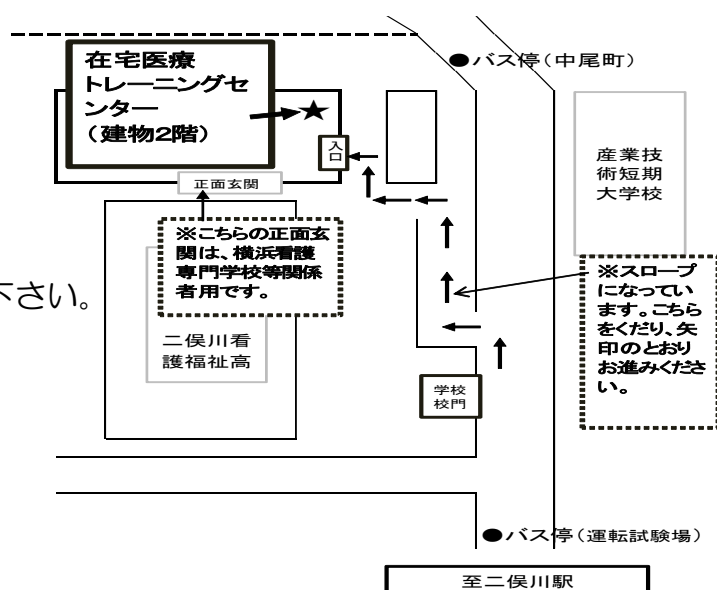 在宅医療
トレーニングセ
ンター
（建物2階）
★
●バス停（中尾町）
入
口
産業技
術短期
大学校
正面玄関
※こちらの正面玄
関は、横浜看護
専門学校等関係
者用です。
※スロープ
になってい
ます。こちら
をくだり、矢
印のとおり
お進みくださ
い。
下さい。
二俣川看
護福祉高
学校
校門
●バス停（運転試験場）
至二俣川駅